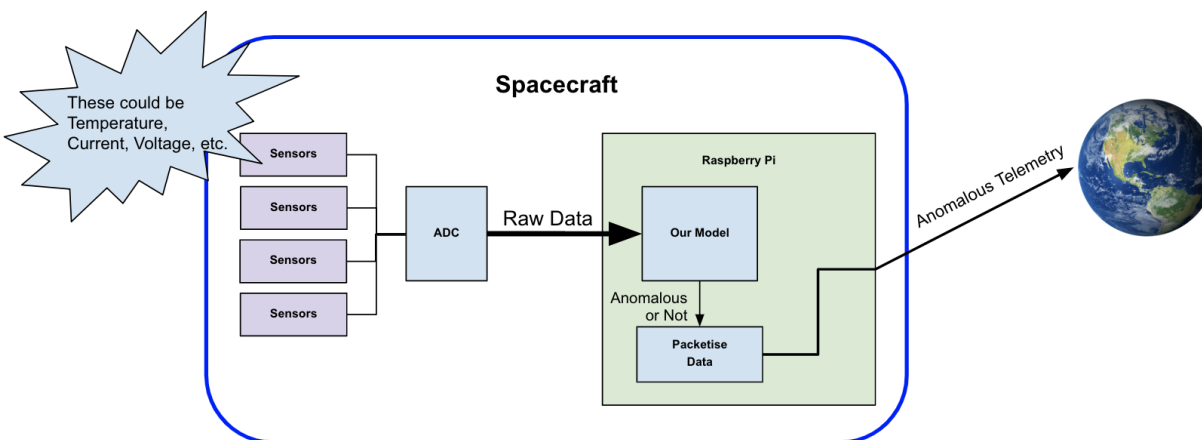 Spacecraft
These could be
Temperature,
Current, Voltage, etc.
Sensors
Sensors
Sensors
Sensors
ADC
Raw Data
Raspberry Pi
Our Model
Anomalous
or Not
Packetise
Data
Anomalous Telemetry